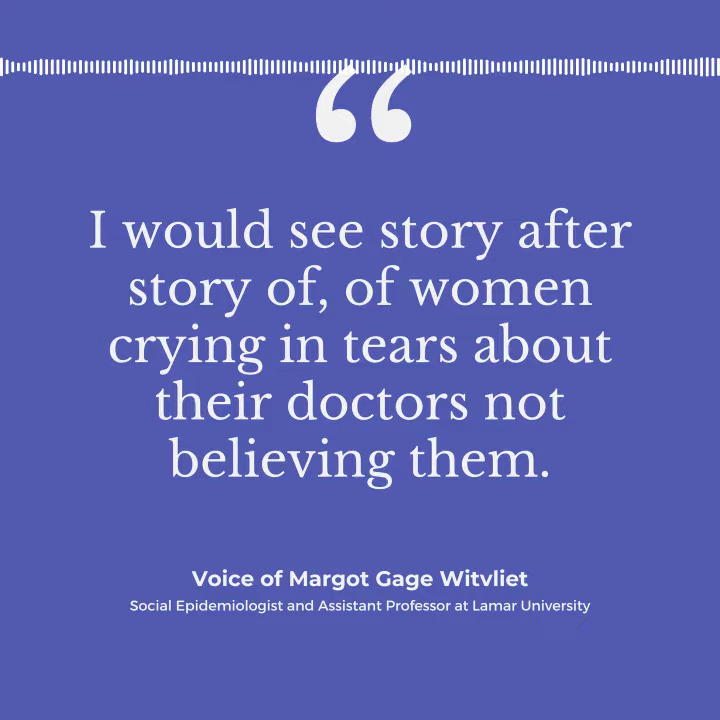 “
I would see story after
story of, of women
crying in tears about
their doctors not
believing them.
Voice of Margot Gage Witvliet
Social Epidemiologist and Assistant Professor at Lamar University